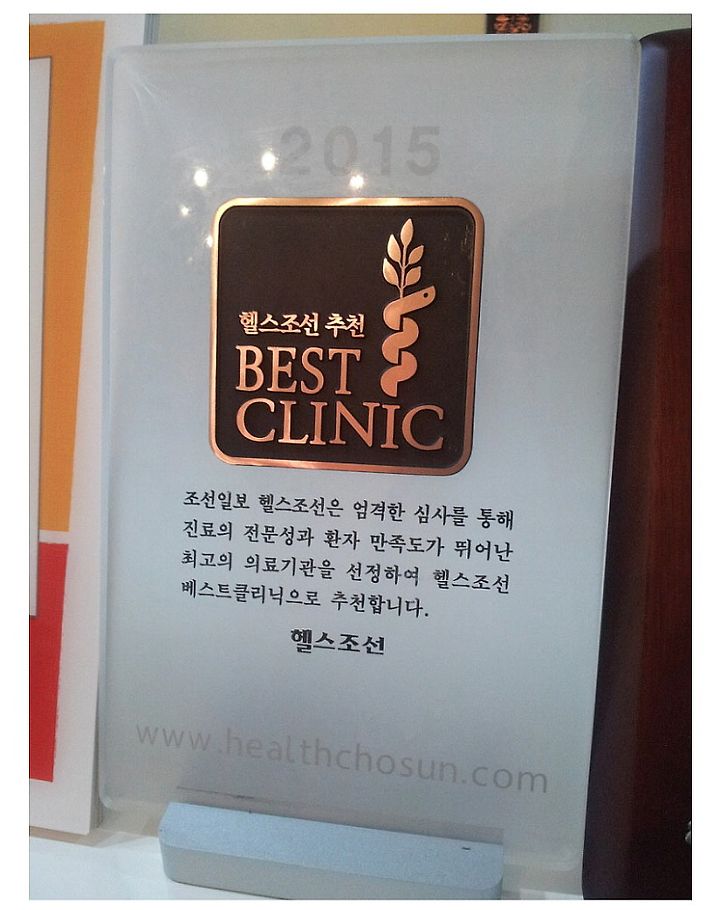 2015
헬스조선 추천
BEST
CLINIC
조선일보 헬스조선은 엄격한 심사를 통해
진료의 전문성과 환자 만족도가 뛰어난
최고의 의료기관을 선정하여 헬스조선
베스트클리닉으로 추천합니다.
헬스조선
www.healthchosun.com